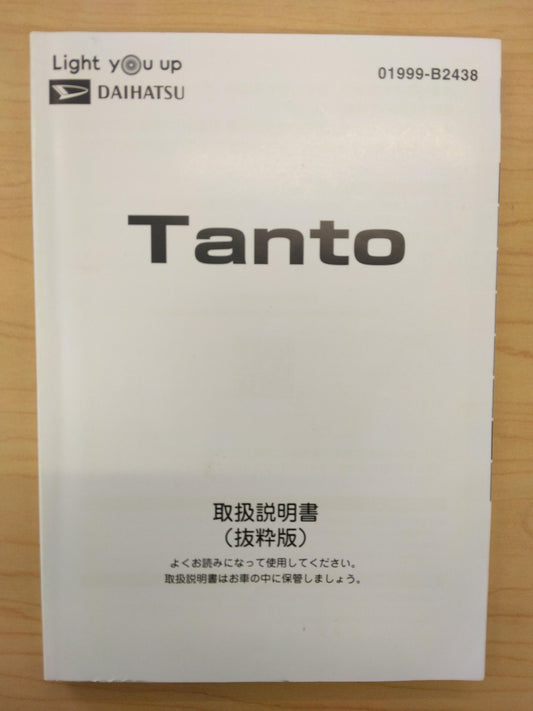 Light you up
DAIHATSU
01999-B2438
Tanto
取扱説明書
（抜粋版）
よくお読みになって使用してください。
取扱説明書はお車の中に保管しましょう。